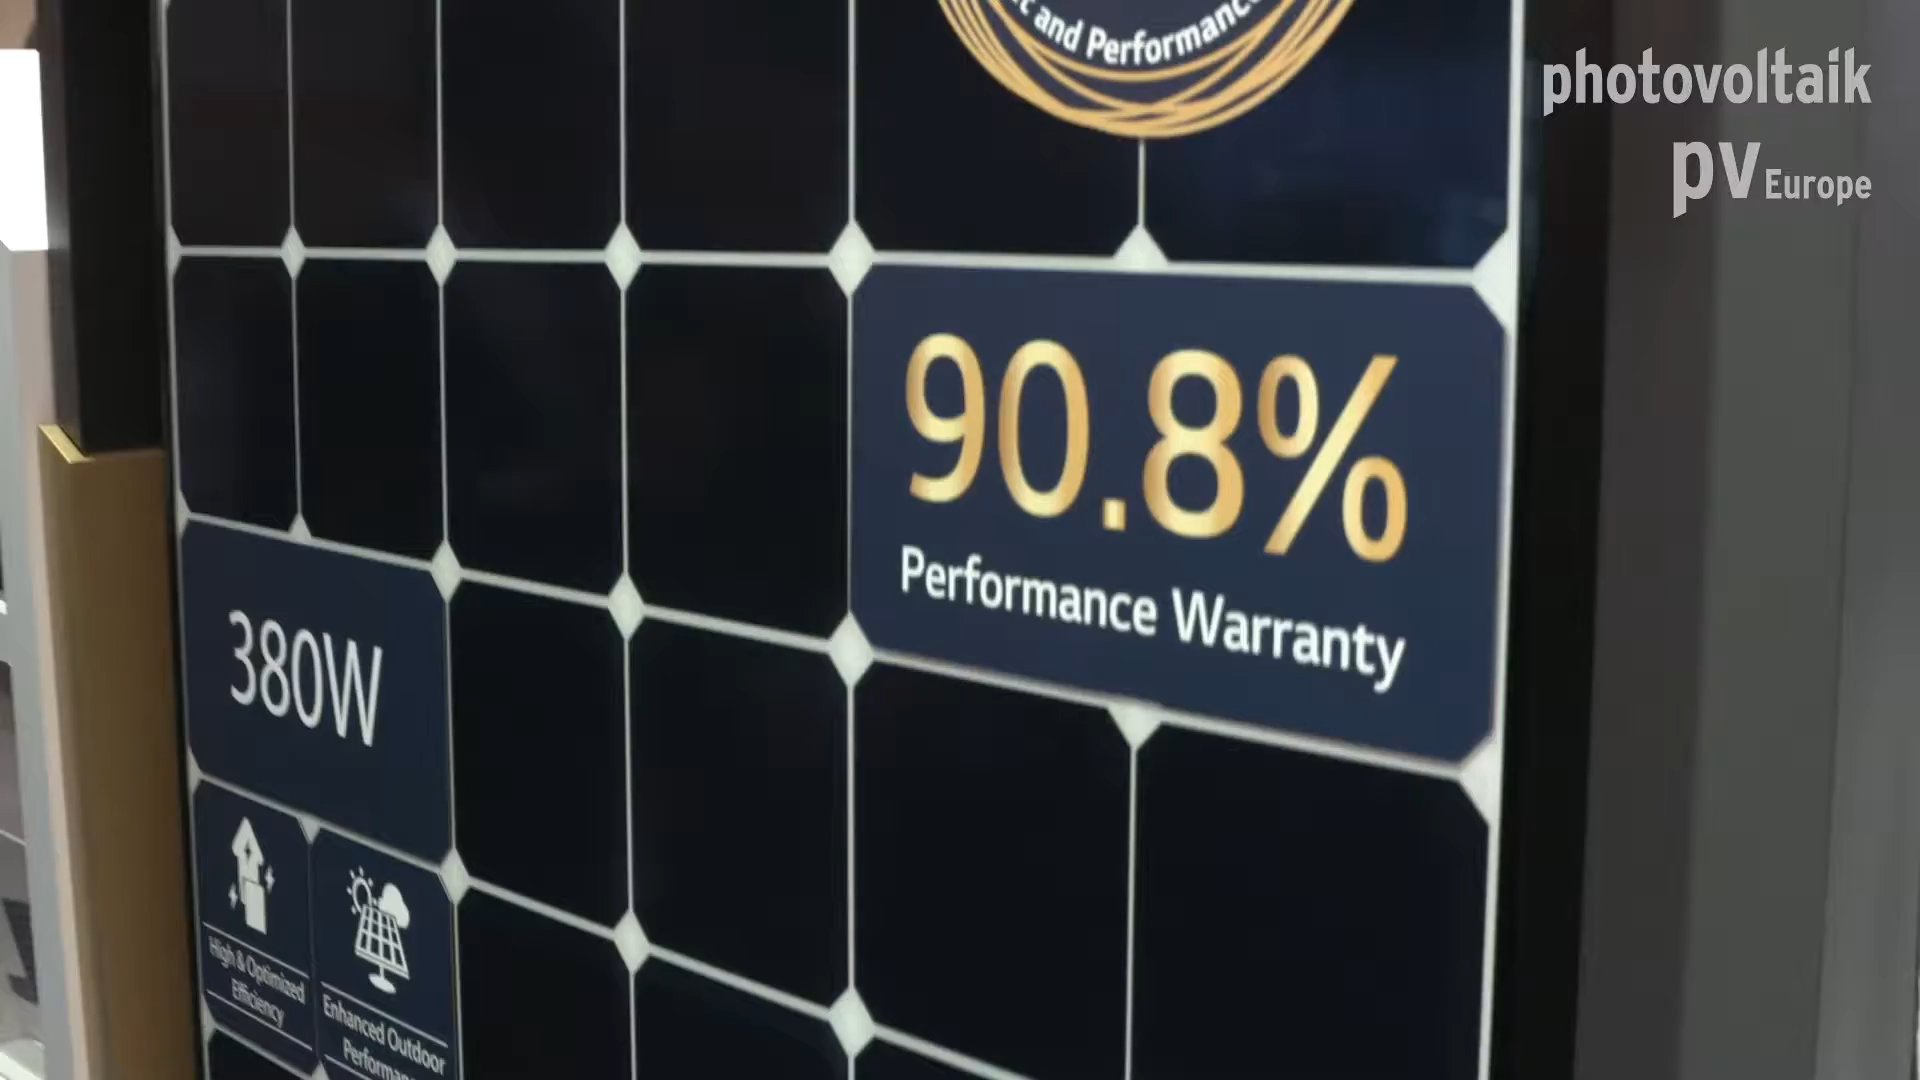 and Performance
photovoltaik
pv Europe
90.8%
Performance Warranty
380W
High & Optimized
Efficiency
Enhanced Outdoor